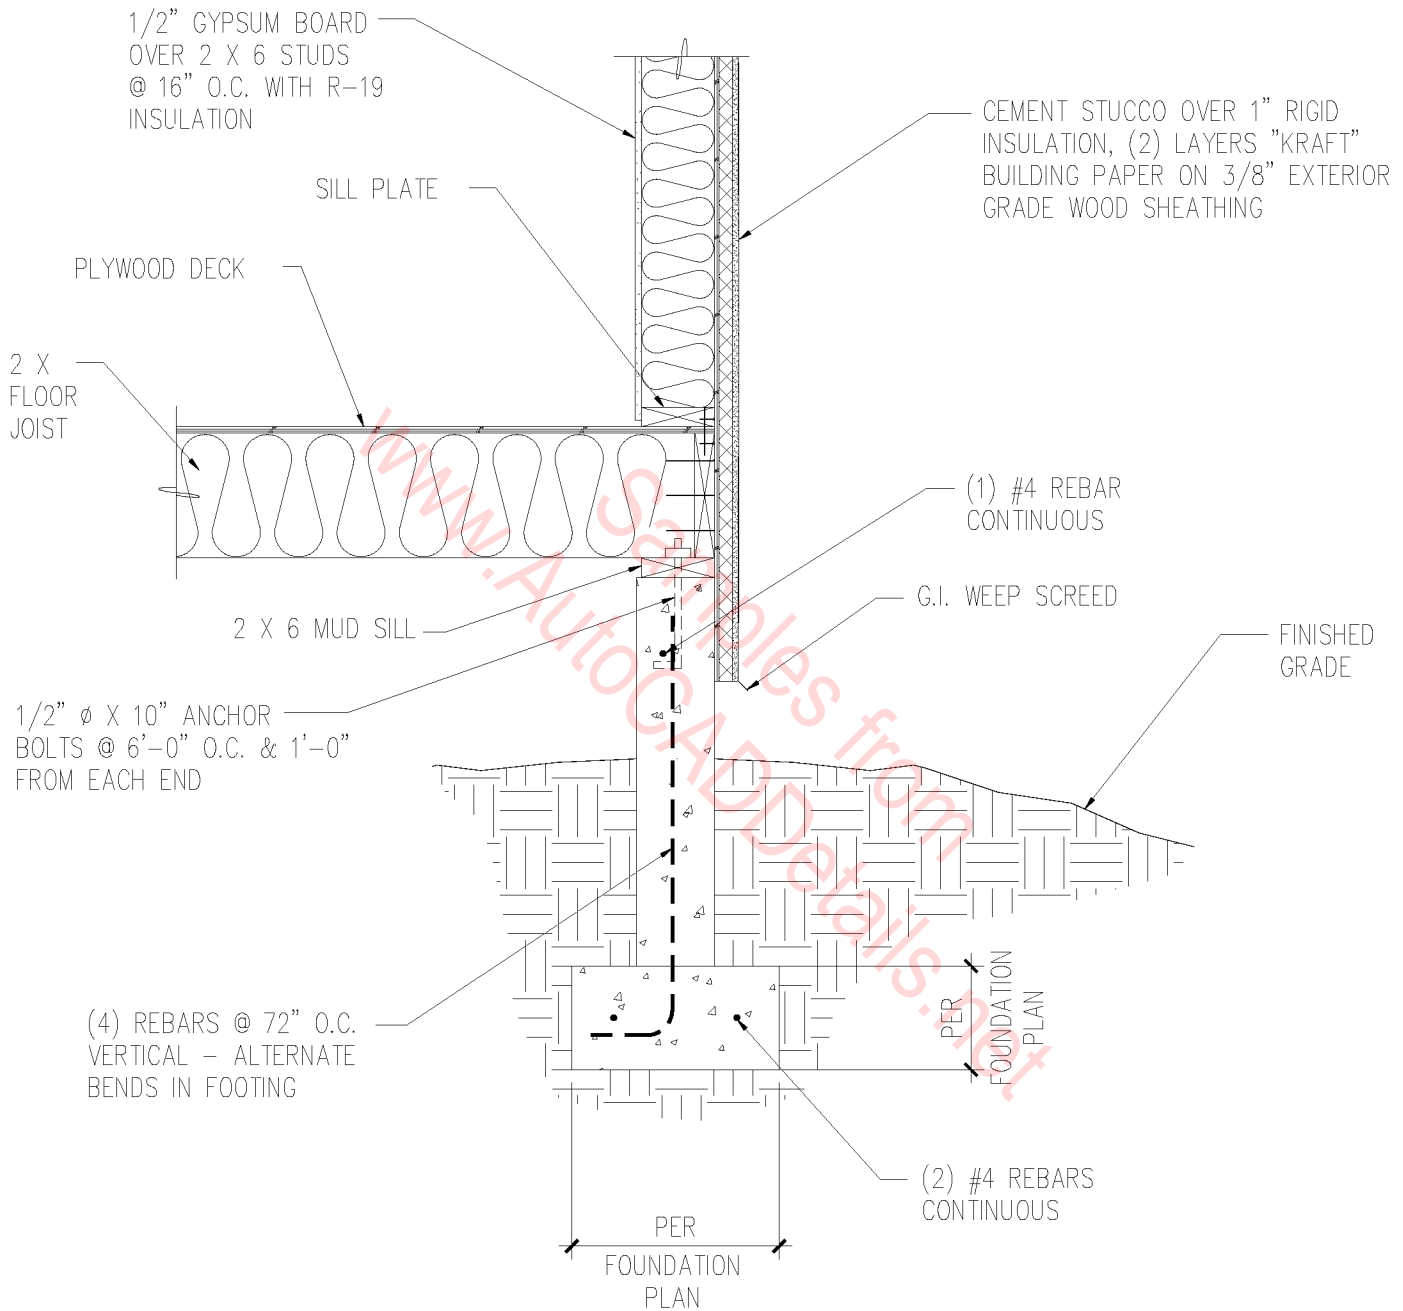 1/2" GYPSUM BOARD
OVER 2 X 6 STUDS
@ 16" O.C. WITH R-19
INSULATION
CEMENT STUCCO OVER 1" RIGID
INSULATION, (2) LAYERS "KRAFT"
BUILDING PAPER ON 3/8" EXTERIOR
GRADE WOOD SHEATHING
SILL PLATE
PLYWOOD DECK
2 X
FLOOR
JOIST
(1) #4 REBAR
CONTINUOUS
G.I. WEEP SCREED
2 X 6 MUD SILL
FINISHED
GRADE
1/2" ø X 10" ANCHOR
BOLTS @ 6'-0" O.C. & 1'-0"
FROM EACH END
(4) REBARS @ 72" O.C.
VERTICAL - ALTERNATE
BENDS IN FOOTING
PER
FOUNDATION
PLAN
(2) #4 REBARS
CONTINUOUS
PER
FOUNDATION
PLAN
Samples from
www.AutoCADDetails.net